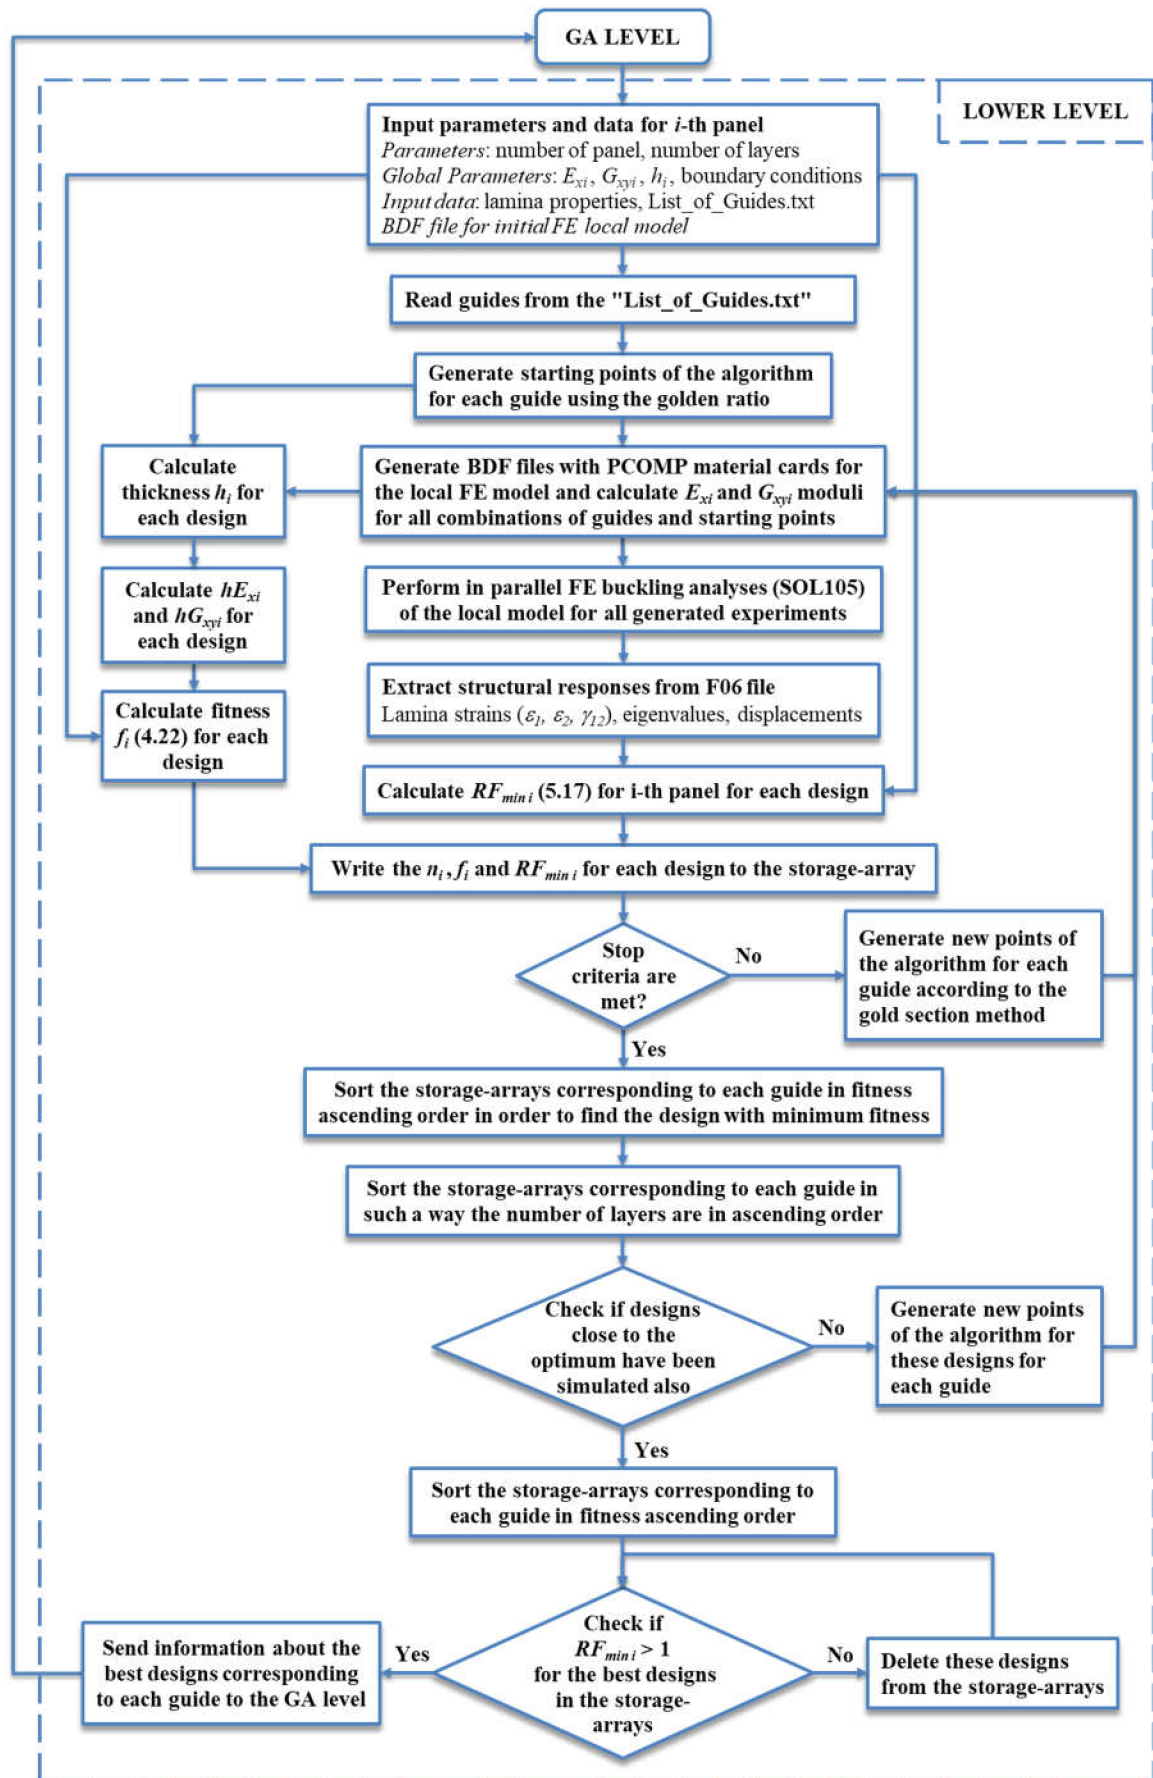 GA LEVEL
LOWER LEVEL
Input parameters and data for i-th panel
Parameters: number of panel, number of layers
Global Parameters: Exi, Gxyi, hi, boundary conditions
Input data: lamina properties, List_of_Guides.txt
BDF file for initial FE local model
Read guides from the "List_of_Guides.txt"
Generate starting points of the algorithm
for each guide using the golden ratio
Calculate
thickness hi for
each design
Generate BDF files with PCOMP material cards for
the local FE model and calculate Exi and Gxyi moduli
for all combinations of guides and starting points
Calculate hExi
and hGxyi for
each design
Perform in parallel FE buckling analyses (SOL105)
of the local model for all generated experiments
Extract structural responses from F06 file
Lamina strains (ε1, ε2, γ12), eigenvalues, displacements
Calculate fitness
fi (4.22) for each
design
Calculate RFmin i (5.17) for i-th panel for each design
Write the ni, fi and RFmin i for each design to the storage-array
Stop
criteria are
met?
No
Generate new points of
the algorithm for each
guide according to the
gold section method
Yes
Sort the storage-arrays corresponding to each guide in fitness
ascending order in order to find the design with minimum fitness
Sort the storage-arrays corresponding to each guide in
such a way the number of layers are in ascending order
Check if designs
close to the
optimum have been
simulated also
No
Generate new points
of the algorithm for
these designs for
each guide
Yes
Sort the storage-arrays corresponding to
each guide in fitness ascending order
Send information about the
best designs corresponding
to each guide to the GA level
Yes
Check if
RFmin i > 1
for the best designs
in the storage-
arrays
No
Delete these designs
from the storage-arrays